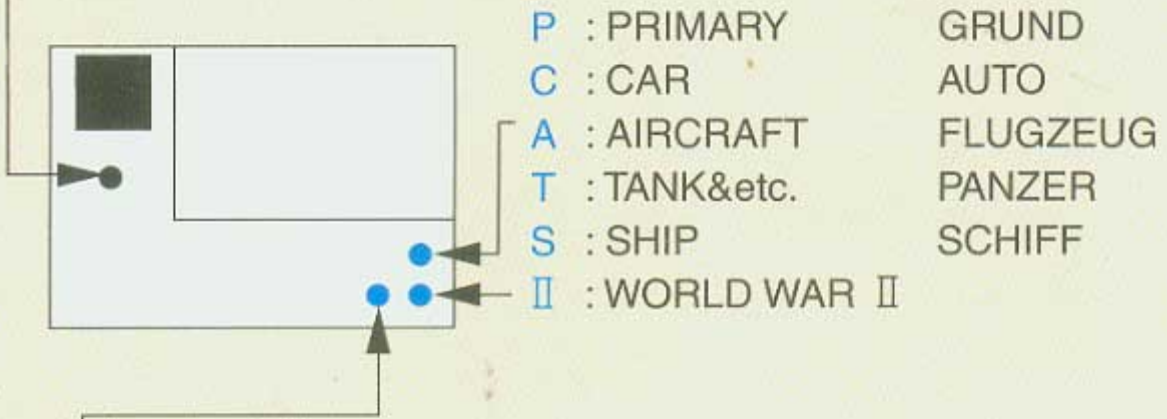 P : PRIMARY GRUND
C : CAR AUTO
A : AIRCRAFT FLUGZEUG
T : TANK&etc. PANZER
S : SHIP SCHIFF
Ⅱ : WORLD WAR Ⅱ